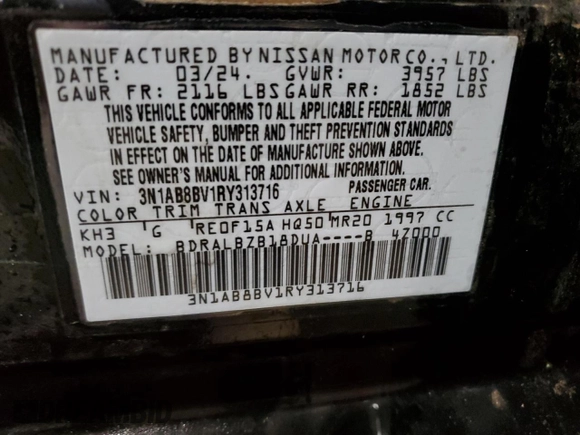 MANUFACTURED BY NISSAN MOTOR CO., LTD.
DATE: 03/24. GVWR: 3957 LBS
GAWR FR: 2116 LBS GAWR RR: 1852 LBS
THIS VEHICLE CONFORMS TO ALL APPLICABLE FEDERAL MOTOR
VEHICLE SAFETY, BUMPER AND THEFT PREVENTION STANDARDS
IN EFFECT ON THE DATE OF MANUFACTURE SHOWN ABOVE.
SEE OWNER'S MANUAL FOR ADDITIONAL INFORMATION.
VIN: 3N1AB8BV1RY313716 PASSENGER CAR.
COLOR TRIM TRANS AXLE ENGINE
KH3 G RE0F15A HQ50 MR20 1997 CC
MODEL: BDRALBZB18DUA----B 47000
3N1AB8BV1RY313716